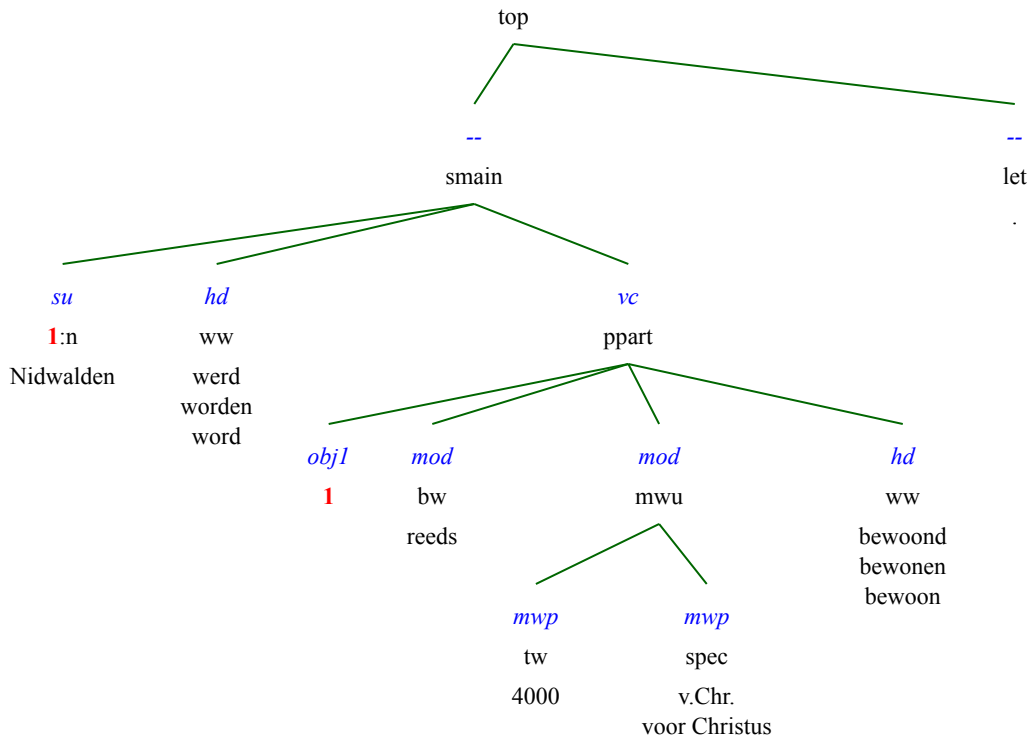 top
-- --
smain let
.
su hd vc
1:n ww ppart
Nidwalden werd
worden
word
obj1 mod mod hd
1 bw mwu ww
reeds bewoond
bewonen
bewoon
mwp mwp
tw spec
4000 v.Chr.
voor Christus